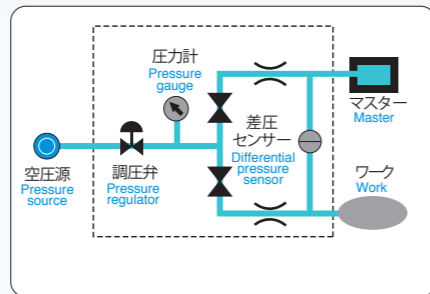 圧力計
Pressure
gauge
マスター
Master
差圧
センサー
Differential
pressure
sensor
空圧源
Pressure
source
調圧弁
Pressure
regulator
ワーク
Work